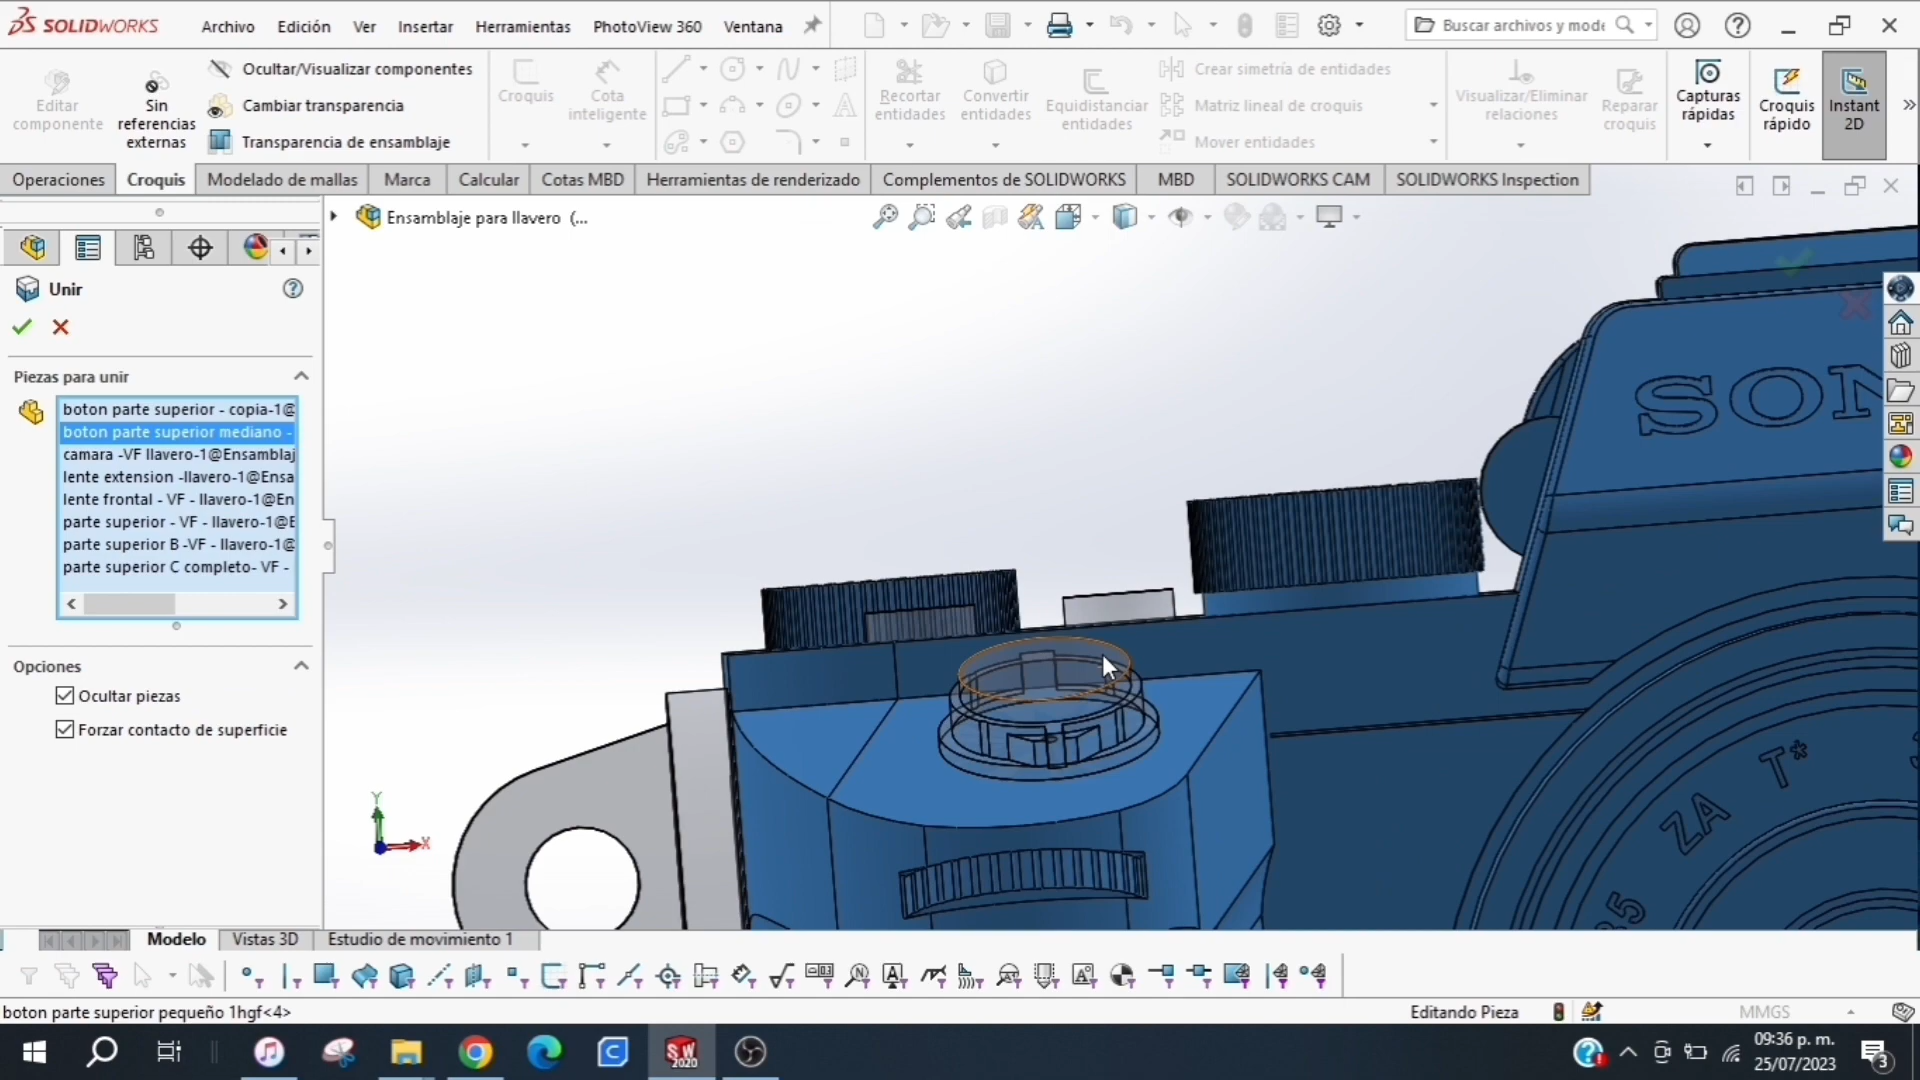 SOLIDWORKS
Archivo
Edición
Ver
Insertar
Herramientas
PhotoView 360
Ventana
Buscar archivos y mode
Editar
componente
Sin
referencias
externas
Ocultar/Visualizar componentes
Cambiar transparencia
Transparencia de ensamblaje
Croquis
Cota
inteligente
Recortar
entidades
Convertir
entidades
Equidistanciar
entidades
Crear simetría de entidades
Matriz lineal de croquis
Mover entidades
Visualizar/Eliminar
relaciones
Reparar
croquis
Capturas
rápidas
Croquis
rápido
Instant
2D
Operaciones
Croquis
Modelado de mallas
Marca
Calcular
Cotas MBD
Herramientas de renderizado
Complementos de SOLIDWORKS
MBD
SOLIDWORKS CAM
SOLIDWORKS Inspection
Ensamblaje para llavero (...
Unir
Piezas para unir
boton parte superior - copia-1@
boton parte superior mediano -
camara -VF llavero-1@Ensamblaj
lente extension -llavero-1@Ensa
lente frontal - VF - llavero-1@En
parte superior - VF - llavero-1@E
parte superior B -VF - llavero-1@
parte superior C completo- VF -
Opciones
Ocultar piezas
Forzar contacto de superficie
SON
ZA T*
Y
X
Modelo
Vistas 3D
Estudio de movimiento 1
boton parte superior pequeño 1hgf<4>
Editando Pieza
MMGS
SW
2020
09:36 p. m.
25/07/2023
3